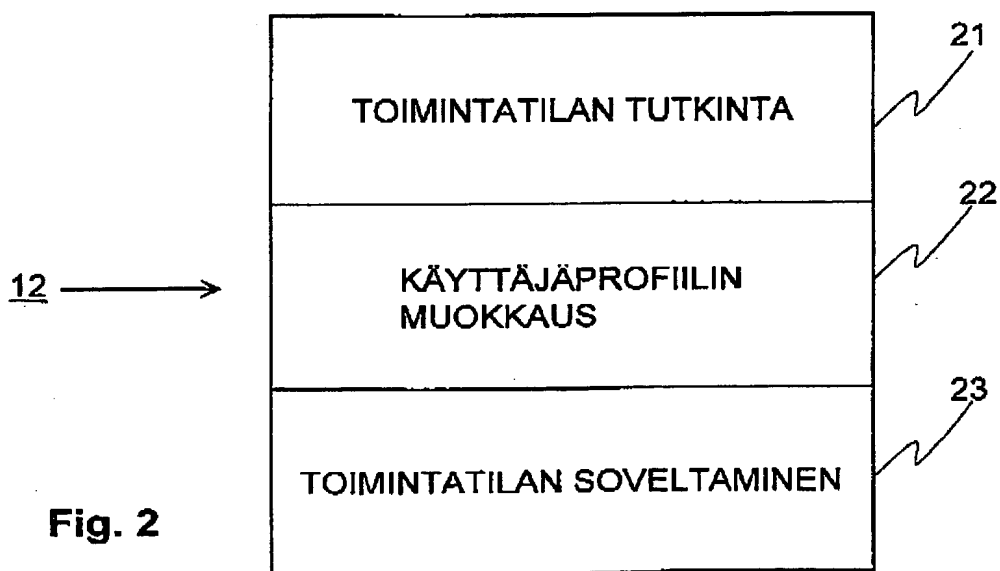 21
TOIMINTATILAN TUTKINTA
22
12
KÄYTTÄJÄPROFIILIN
MUOKKAUS
23
TOIMINTATILAN SOVELTAMINEN
Fig. 2